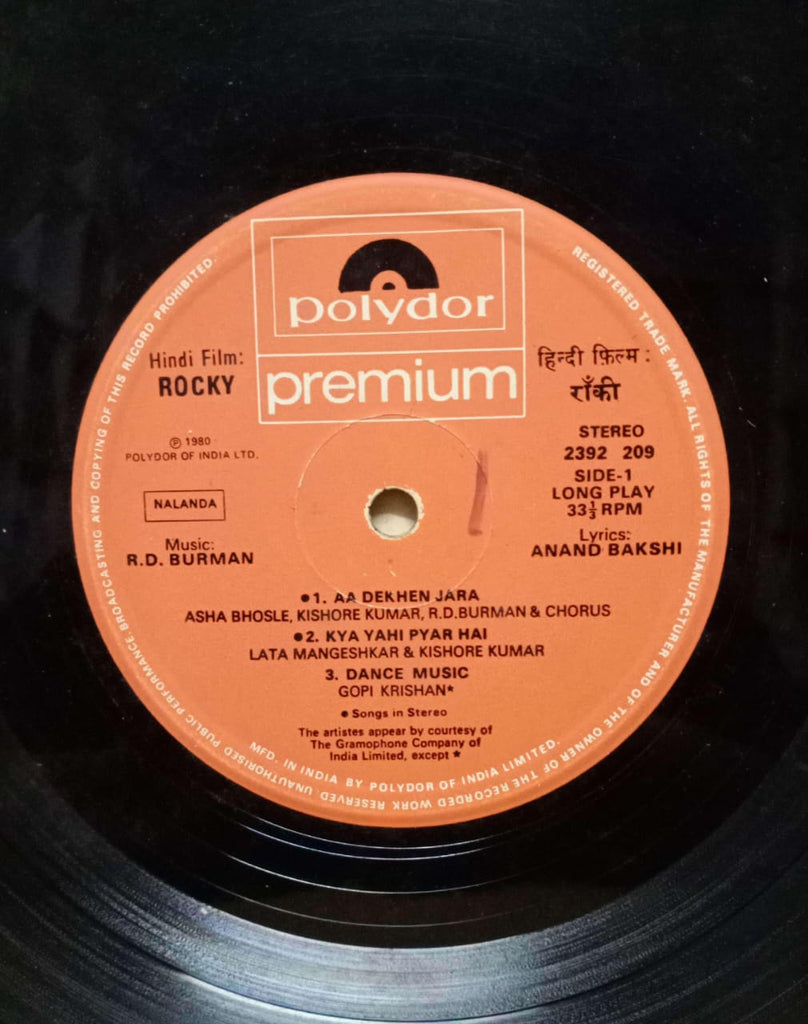 polydor
premium
Hindi Film:
ROCKY
हिन्दी फ़िल्म :
रॉंकी
℗ 1980
POLYDOR OF INDIA LTD.
NALANDA
Music:
R.D. BURMAN
STEREO
2392 209
SIDE-1
LONG PLAY
33⅓ RPM
Lyrics:
ANAND BAKSHI
●1. AA DEKHEN JARA
ASHA BHOSLE, KISHORE KUMAR, R.D.BURMAN & CHORUS
●2. KYA YAHI PYAR HAI
LATA MANGESHKAR & KISHORE KUMAR
3. DANCE MUSIC
GOPI KRISHAN*
● Songs in Stereo
The artistes appear by courtesy of
The Gramophone Company of
India Limited, except *
MFD. IN INDIA BY POLYDOR OF INDIA LIMITED.
REGISTERED TRADE MARK. ALL RIGHTS OF THE MANUFACTURER AND OF THE OWNER OF THE RECORDED WORK RESERVED UNAUTHORISED PUBLIC PERFORMANCE. BROADCASTING AND COPYING OF THIS RECORD PROHIBITED.